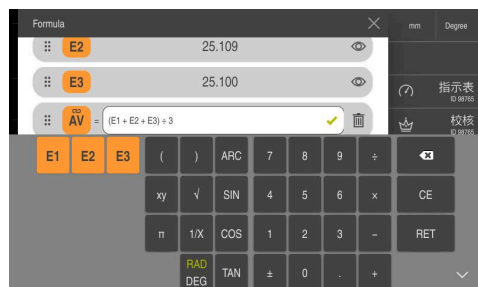 Formula
mm
Degree
E2
25.109
E3
25.100
指示表
ID 98765
AV = (E1 + E2 + E3) ÷ 3
校核
ID 98765
E1 E2 E3 ( ) ARC 7 8 9 ÷
xy √ SIN 4 5 6 × CE
π 1/X COS 1 2 3 − RET
RAD
DEG TAN ± 0 . +